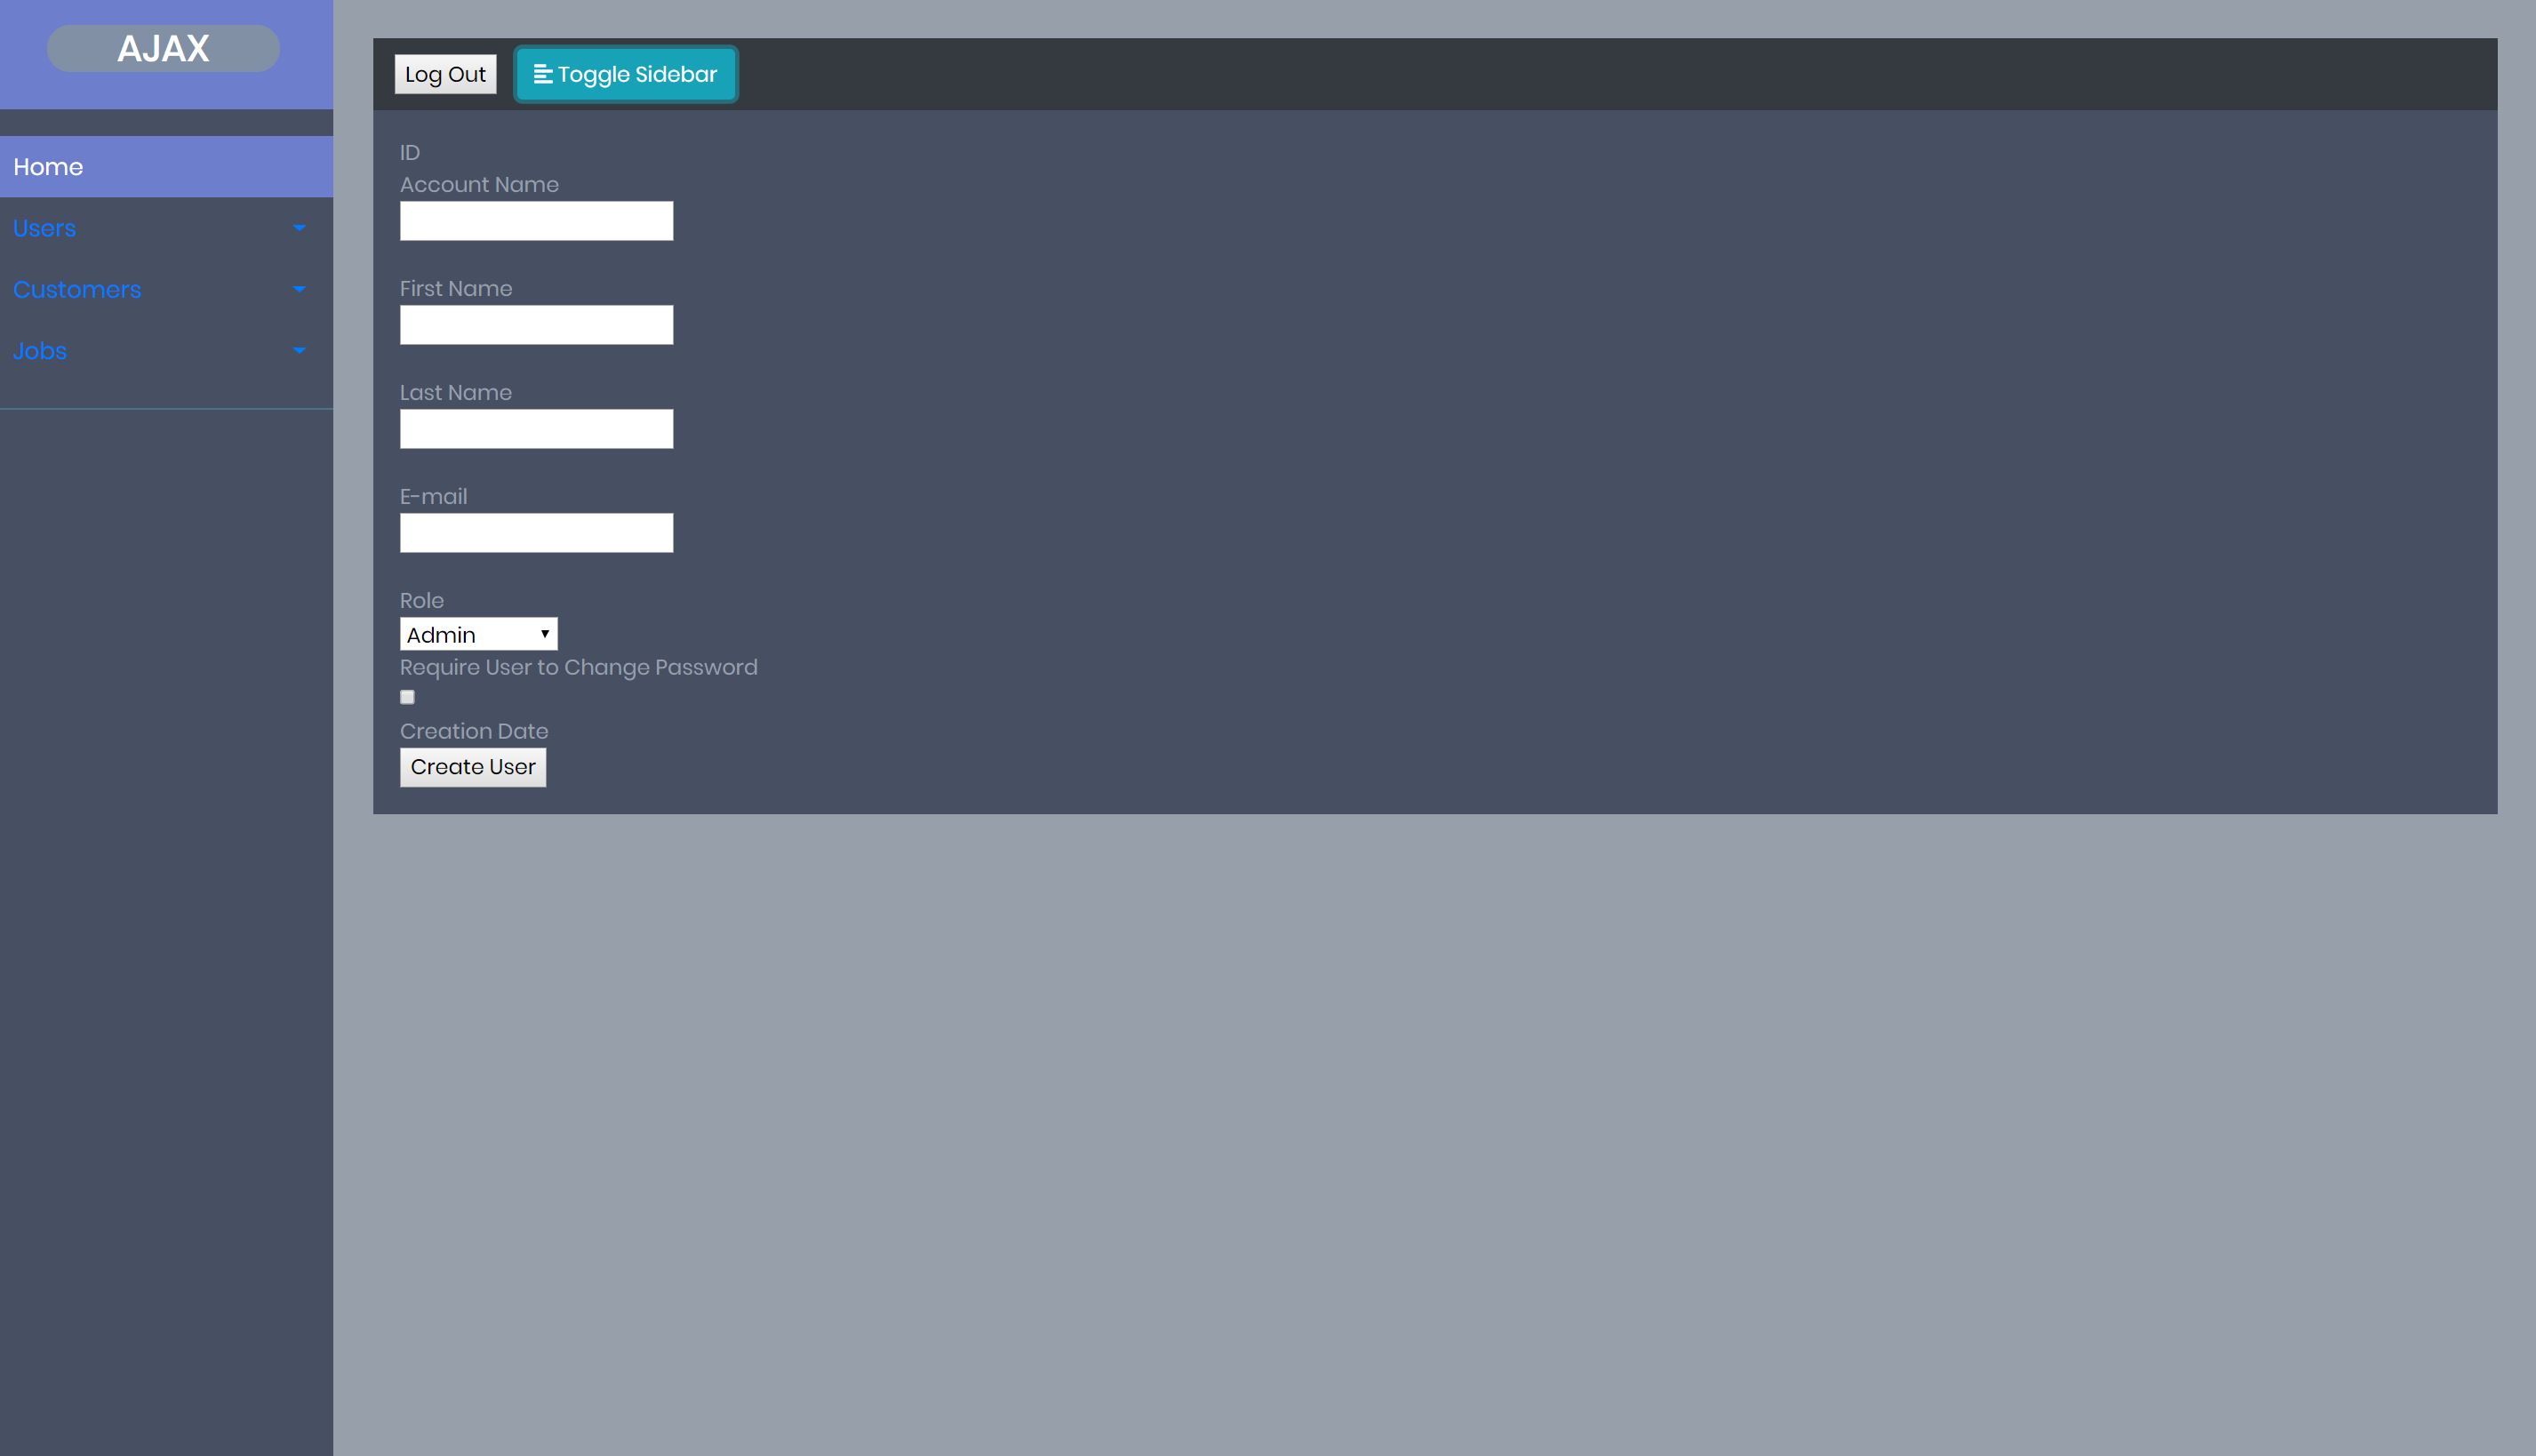 AJAX
Home
Users
Customers
Jobs
Log Out
Toggle Sidebar
ID
Account Name
First Name
Last Name
E-mail
Role
Admin
Require User to Change Password
Creation Date
Create User